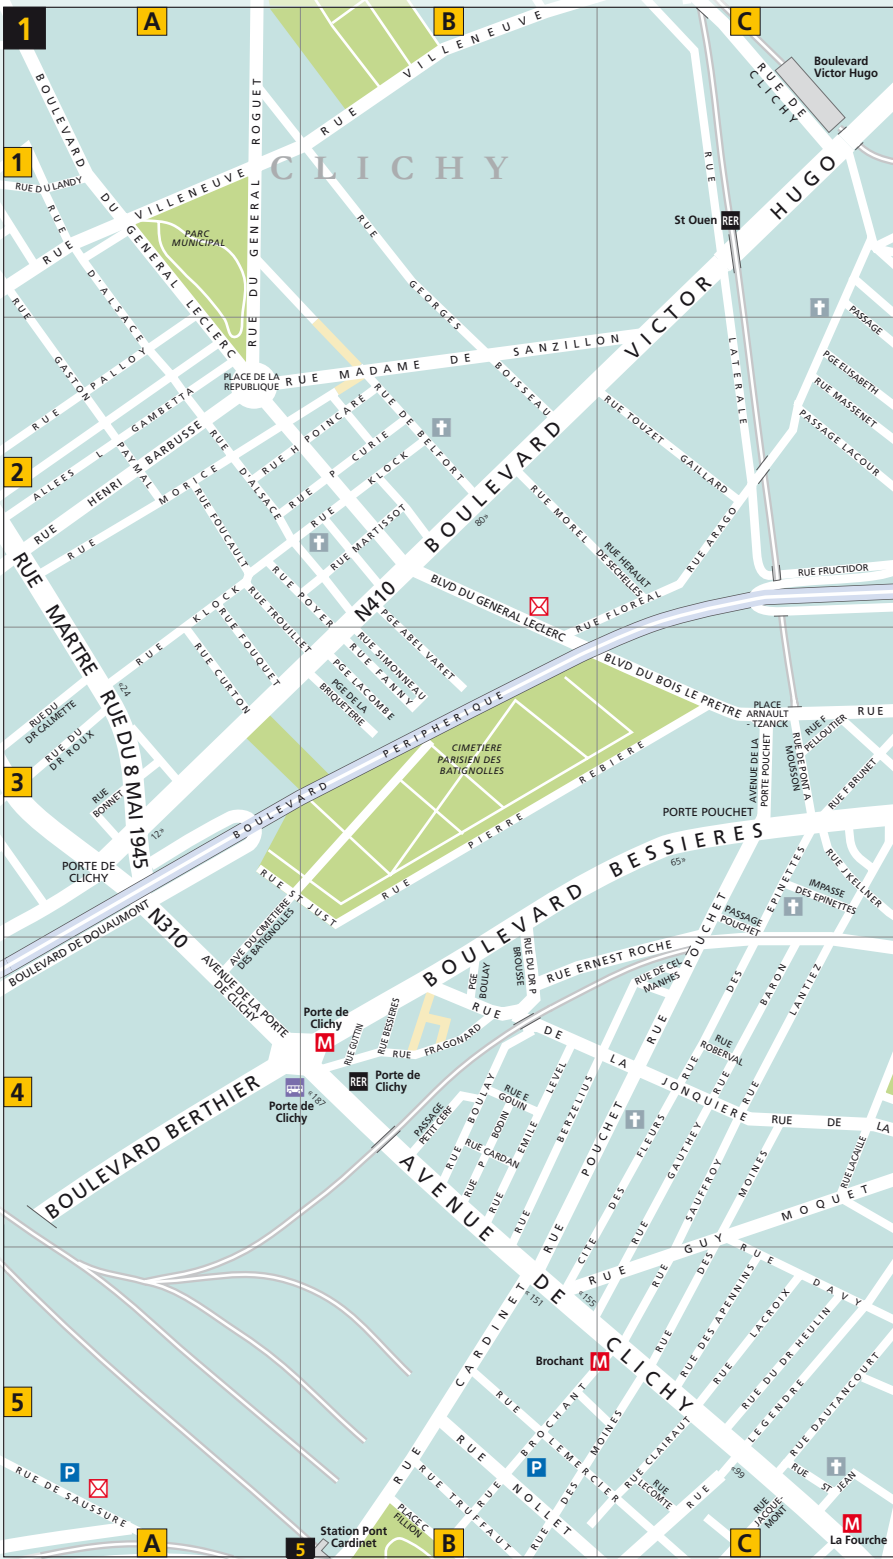 1
A
B
C
BOULEVARD DU GENERAL LECLERC
RUE DU GENERAL ROGUET
RUE VILLENEUVE
RUE VILLENEUVE
Boulevard
Victor Hugo
RUE DE
CLICHY
1
CLICHY
RUE DU LANDY
RUE D'ALSACE
PARC
MUNICIPAL
RUE GEORGES BOISSEAU
RUE LATERALE
St Ouen RER
BOULEVARD VICTOR HUGO
RUE GASTON PAYMAL
PASSAGE
PGE ELISABETH
RUE MASSENET
PASSAGE LACOUR
RUE PALLOY
PLACE DE LA
REPUBLIQUE
RUE MADAME DE SANZILLON
ALLEES L GAMBETTA
RUE HENRI BARBUSSE
RUE MORICE
RUE D'ALSACE
RUE H POINCARÉ
RUE P CURIE
RUE DE BELFORT
RUE TOUZET - GAILLARD
2
RUE KLOCK
RUE FOUCAULT
RUE MARTISSOT
80»
RUE MOREL
RUE HERAULT
DE SECHELLES
RUE ARAGO
RUE FRUCTIDOR
RUE MARTRE
RUE KLOCK
RUE TROUILLET
RUE POYER
N410
BLVD DU GENERAL LECLERC
RUE FLORÉAL
RUE FOUQUET
RUE CURTON
PGE ABEL VARET
RUE SIMONNEAU
RUE FANNY
PGE LACOMBE
PGE DE LA
BRIQUETERIE
BLVD DU BOIS LE PRETRE
«24
RUE DU
DR CALMETTE
RUE DU
DR ROUX
RUE DU 8 MAI 1945
PLACE
ARNAULT
- TZANCK
RUE
RUE F
PELLOUTIER
3
RUE
BONNET
12»
BOULEVARD PERIPHERIQUE
CIMETIERE
PARISIEN DES
BATIGNOLLES
RUE PIERRE REBIERE
AVENUE DE LA
PORTE POUCHET
RUE DE PONT A
MOUSSON
RUE F BRUNET
PORTE POUCHET
PORTE DE
CLICHY
BOULEVARD BESSIERES
65»
RUE J KELLNER
IMPASSE
DES EPINETTES
RUE ST JUST
AVE DU CIMETIERE
DES BATIGNOLLES
PASSAGE
POUCHET
BOULEVARD DE DOUAUMONT
N310
AVENUE DE LA PORTE
DE CLICHY
PGE
BOULAY
RUE DU DR P
BROUSSE
RUE ERNEST ROCHE
RUE DE CEL
MANHES
RUE POUCHET
RUE DES EPINETTES
RUE BARON
RUE LANTIEZ
Porte de
Clichy
M
RUE GUTTIN
RUE BESSIERES
RUE FRAGONARD
RUE DE LA JONQUIERE
RUE
ROBERVAL
RUE DE LA
4
RER
Porte de
Clichy
Porte de
Clichy
«187
PASSAGE
PETIT CERF
RUE BOULAY
RUE E
GOUIN
RUE P BODIN
RUE EMILE LEVEL
RUE CARDAN
RUE BERZELIUS
RUE POUCHET
CITE DES FLEURS
RUE GAUTHEY
RUE SAUFFROY
RUE DES MOINES
RUE LACAILLE
BOULEVARD BERTHIER
AVENUE DE CLICHY
RUE GUY MOQUET
«151
«155
RUE DAVY
RUE CARDINET
Brochant M
RUE DES APENNINS
RUE LACROIX
RUE DU DR HEULIN
RUE LEGENDRE
RUE DAUTANCOURT
5
P
RUE DE SAUSSURE
RUE BROCHANT
RUE LEMERCIER
RUE NOLLET
RUE TRUFFAUT
P
RUE DES MOINES
RUE CLAIRAUT
RUE
LECOMTE
«99
RUE
ST JEAN
RUE
JACQUE-
MONT
PLACE C
FILLION
M
La Fourche
A
5
Station Pont
Cardinet
B
C